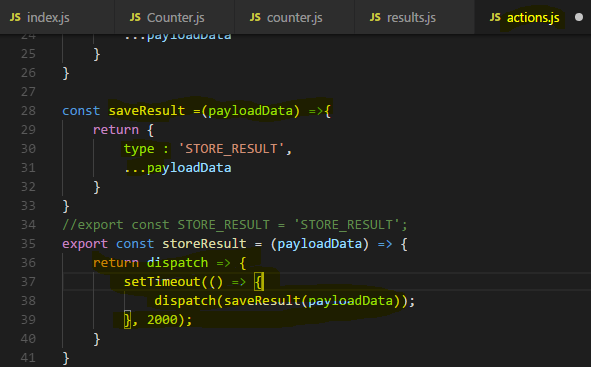 JS index.js JS Counter.js JS counter.js JS results.js JS actions.js
24 ...payloadData
25 }
26 }
27
28 const saveResult =(payloadData) =>{
29 return {
30 type : 'STORE_RESULT',
31 ...payloadData
32 }
33 }
34 //export const STORE_RESULT = 'STORE_RESULT';
35 export const storeResult = (payloadData) => {
36 return dispatch => {
37 setTimeout(() => {
38 dispatch(saveResult(payloadData));
39 }, 2000);
40 }
41 }